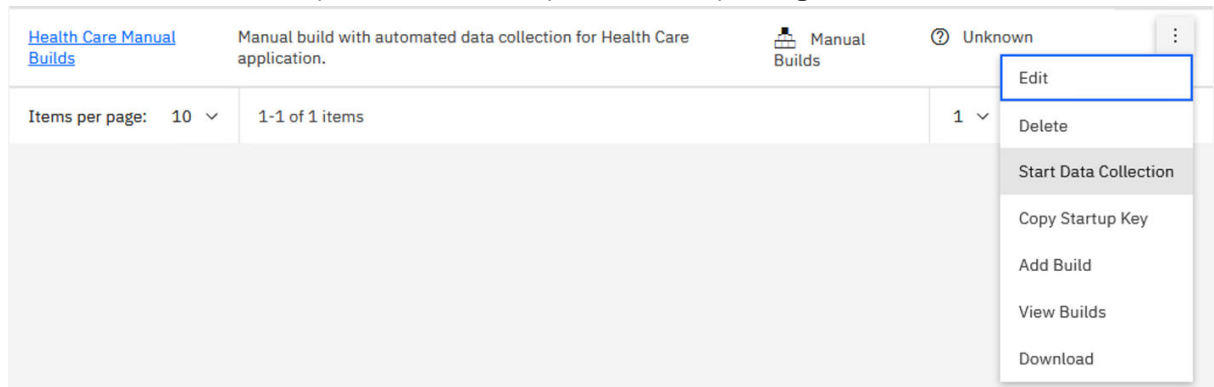 Health Care Manual
Builds
Manual build with automated data collection for Health Care
application.
Manual
Builds
Unknown
Edit
Delete
Start Data Collection
Copy Startup Key
Add Build
View Builds
Download
Items per page: 10
1-1 of 1 items
1